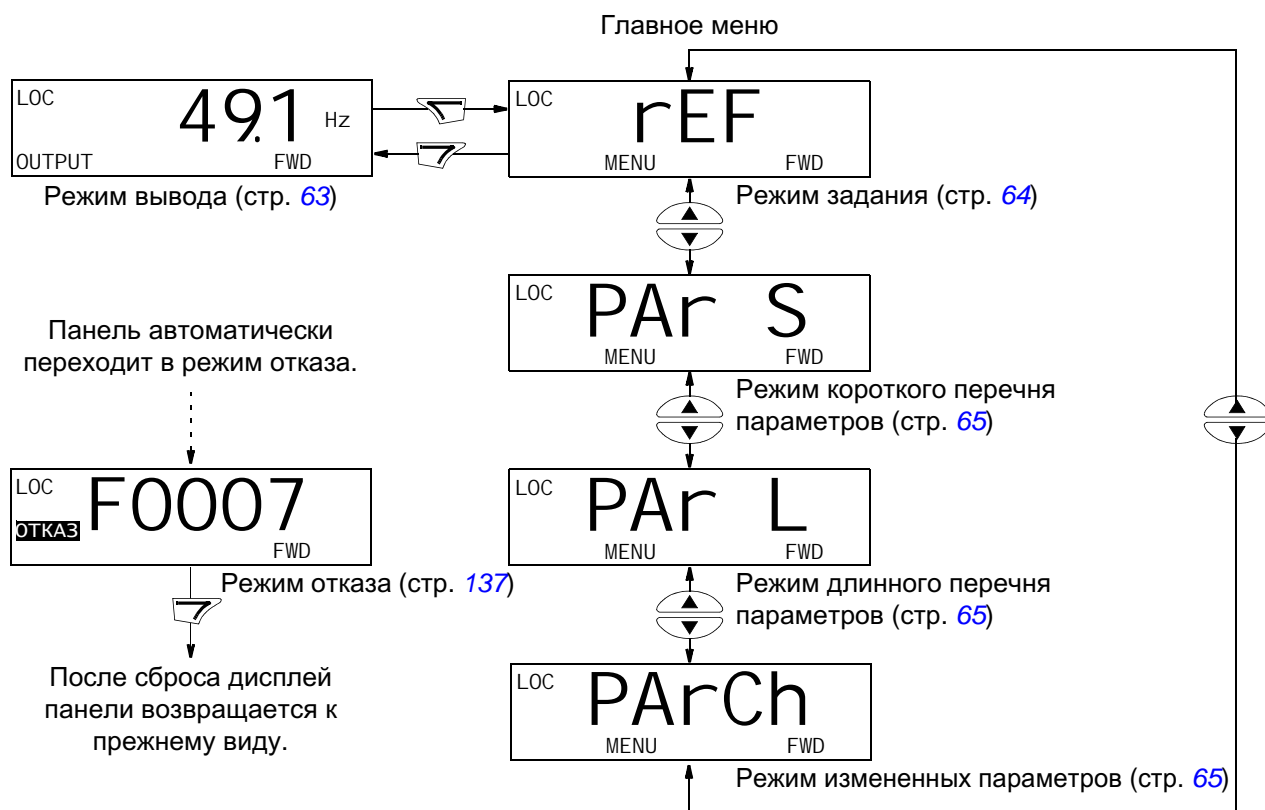 Главное меню
LOC
49.1 Hz
OUTPUT FWD
Режим вывода (стр. 63)
LOC
rEF
MENU FWD
Режим задания (стр. 64)
LOC
PAr S
MENU FWD
Режим короткого перечня
параметров (стр. 65)
Панель автоматически
переходит в режим отказа.
LOC
F0007
ОТКАЗ
FWD
Режим отказа (стр. 137)
После сброса дисплей
панели возвращается к
прежнему виду.
LOC
PAr L
MENU FWD
Режим длинного перечня
параметров (стр. 65)
LOC
PArCh
MENU FWD
Режим измененных параметров (стр. 65)